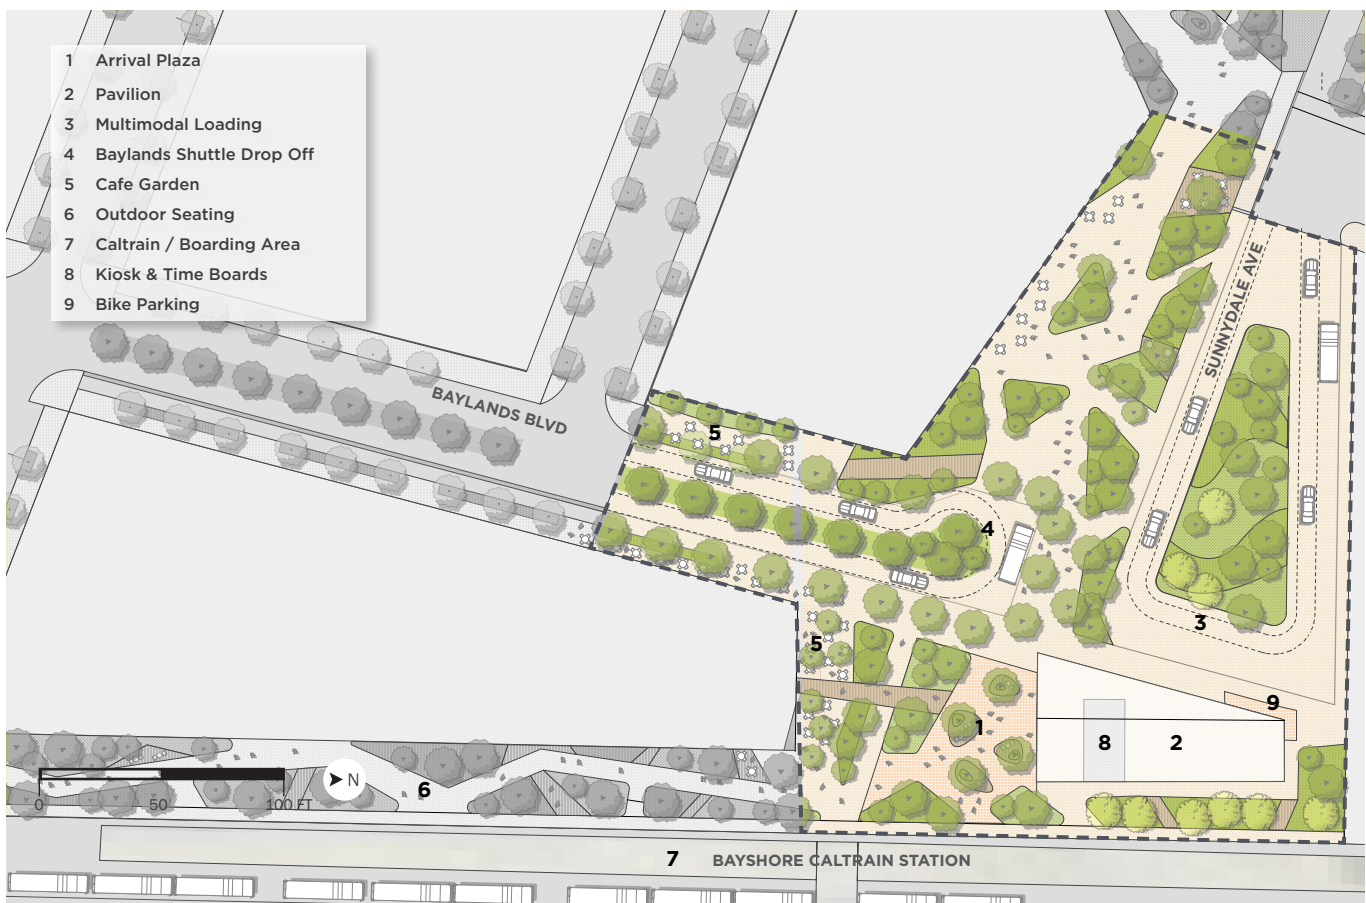 1 Arrival Plaza
2 Pavilion
3 Multimodal Loading
4 Baylands Shuttle Drop Off
5 Cafe Garden
6 Outdoor Seating
7 Caltrain / Boarding Area
8 Kiosk & Time Boards
9 Bike Parking
SUNNYDALE AVE
BAYLANDS BLVD
5
4
3
5
9
1
8
2
N
0 50 100 FT
6
7 BAYSHORE CALTRAIN STATION